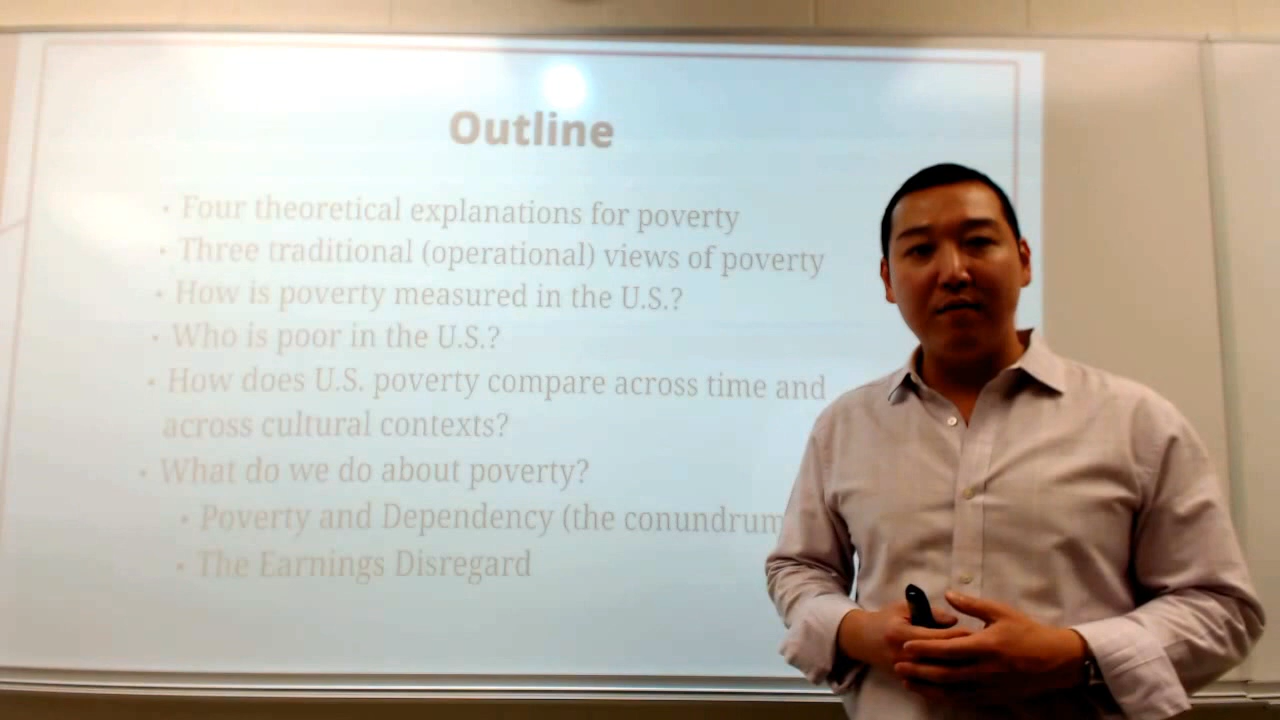 Outline
• Four theoretical explanations for poverty
• Three traditional (operational) views of poverty
• How is poverty measured in the U.S.?
• Who is poor in the U.S.?
• How does U.S. poverty compare across time and
across cultural contexts?
• What do we do about poverty?
• Poverty and Dependency (the conundrum
• The Earnings Disregard